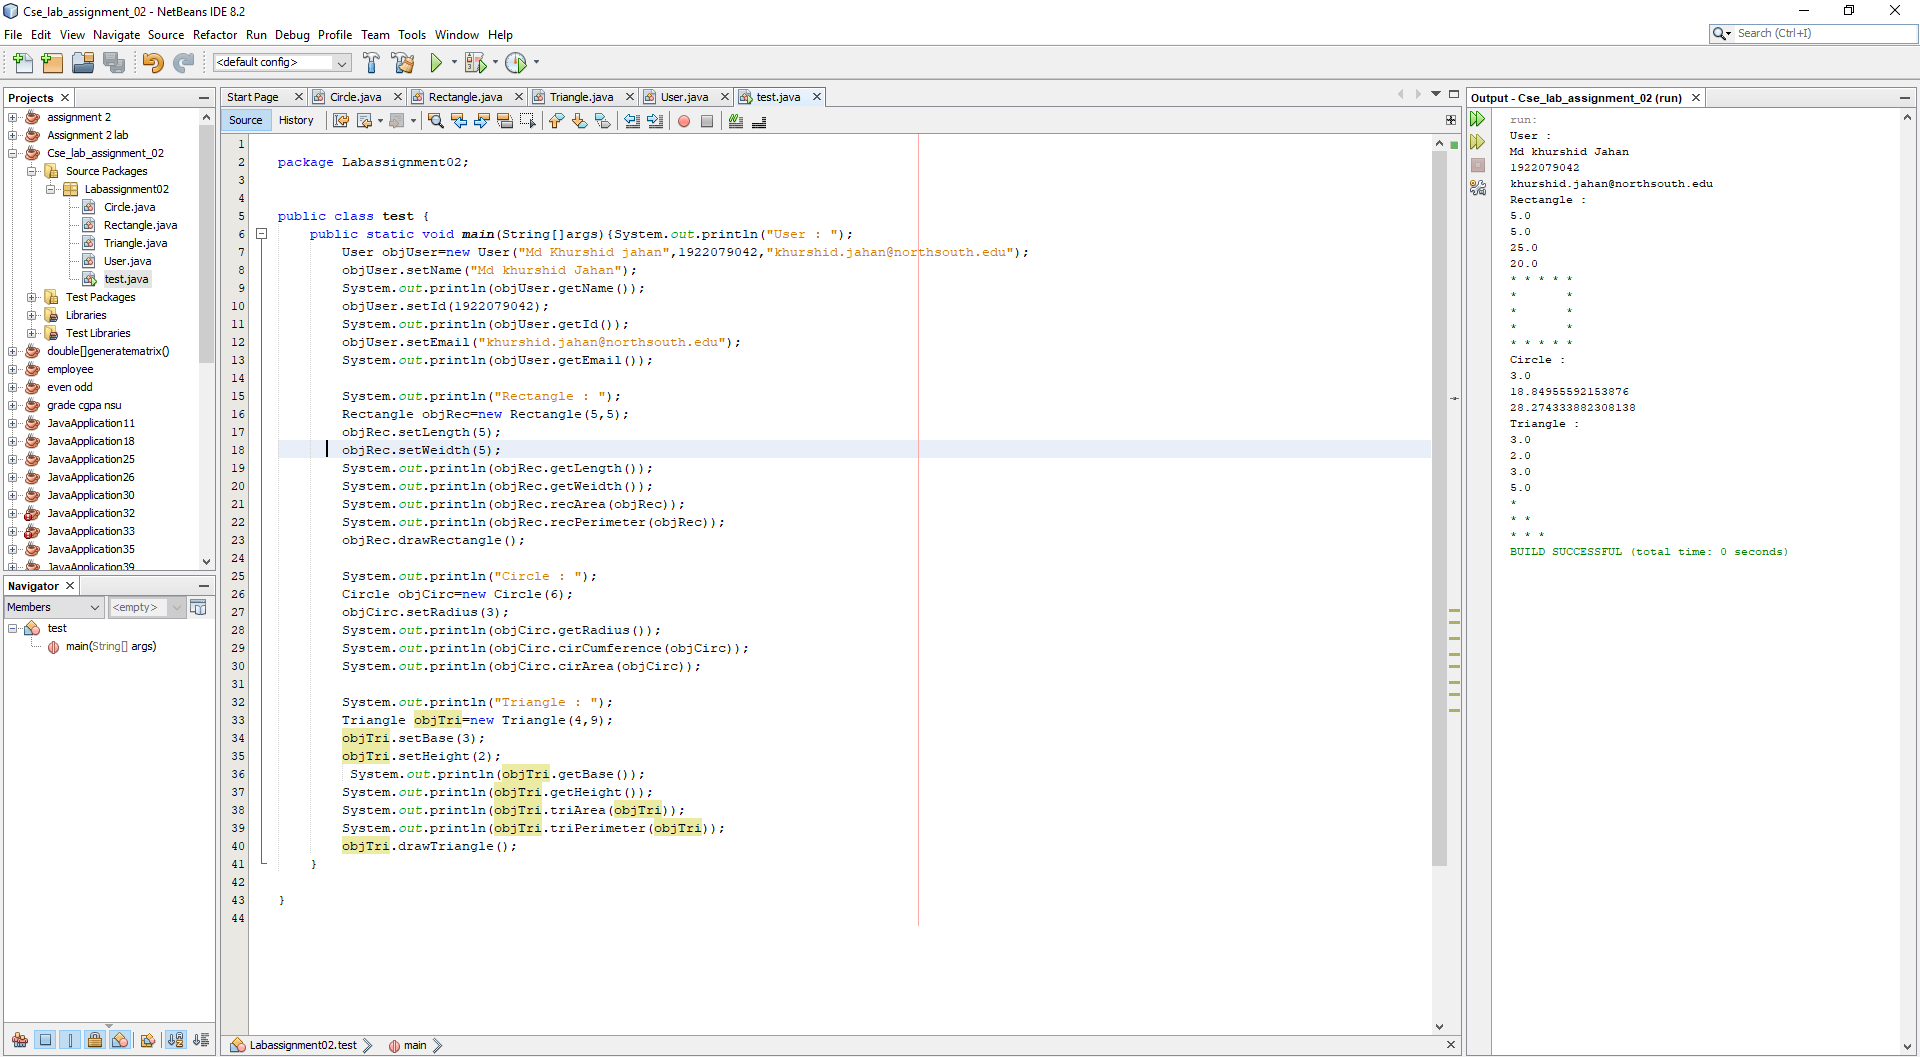 Cse_lab_assignment_02 - NetBeans IDE 8.2
File Edit View Navigate Source Refactor Run Debug Profile Team Tools Window Help
Search (Ctrl+I)
<default config>
Projects
assignment 2
Assignment 2 lab
Cse_lab_assignment_02
Source Packages
Labassignment02
Circle.java
Rectangle.java
Triangle.java
User.java
test.java
Test Packages
Libraries
Test Libraries
double[]generatematrix()
employee
even odd
grade cgpa nsu
JavaApplication11
JavaApplication18
JavaApplication25
JavaApplication26
JavaApplication30
JavaApplication32
JavaApplication33
JavaApplication35
JavaApplication39
Navigator
Members <empty>
test
main(String[] args)
Start Page Circle.java Rectangle.java Triangle.java User.java test.java
Source History
1
2 package Labassignment02;
3
4
5 public class test {
6 public static void main(String[]args){System.out.println("User : ");
7 User objUser=new User("Md Khurshid jahan",1922079042,"khurshid.jahan@northsouth.edu");
8 objUser.setName("Md khurshid Jahan");
9 System.out.println(objUser.getName());
10 objUser.setId(1922079042);
11 System.out.println(objUser.getId());
12 objUser.setEmail("khurshid.jahan@northsouth.edu");
13 System.out.println(objUser.getEmail());
14
15 System.out.println("Rectangle : ");
16 Rectangle objRec=new Rectangle(5,5);
17 objRec.setLength(5);
18 objRec.setWeidth(5);
19 System.out.println(objRec.getLength());
20 System.out.println(objRec.getWeidth());
21 System.out.println(objRec.recArea(objRec));
22 System.out.println(objRec.recPerimeter(objRec));
23 objRec.drawRectangle();
24
25 System.out.println("Circle : ");
26 Circle objCirc=new Circle(6);
27 objCirc.setRadius(3);
28 System.out.println(objCirc.getRadius());
29 System.out.println(objCirc.cirCumference(objCirc));
30 System.out.println(objCirc.cirArea(objCirc));
31
32 System.out.println("Triangle : ");
33 Triangle objTri=new Triangle(4,9);
34 objTri.setBase(3);
35 objTri.setHeight(2);
36 System.out.println(objTri.getBase());
37 System.out.println(objTri.getHeight());
38 System.out.println(objTri.triArea(objTri));
39 System.out.println(objTri.triPerimeter(objTri));
40 objTri.drawTriangle();
41 }
42
43 }
44
Labassignment02.test main
Output - Cse_lab_assignment_02 (run)
run:
User :
Md khurshid Jahan
1922079042
khurshid.jahan@northsouth.edu
Rectangle :
5.0
5.0
25.0
20.0
* * * * *
*       *
*       *
*       *
* * * * *
Circle :
3.0
18.84955592153876
28.274333882308138
Triangle :
3.0
2.0
3.0
5.0
*
* *
* * *
BUILD SUCCESSFUL (total time: 0 seconds)